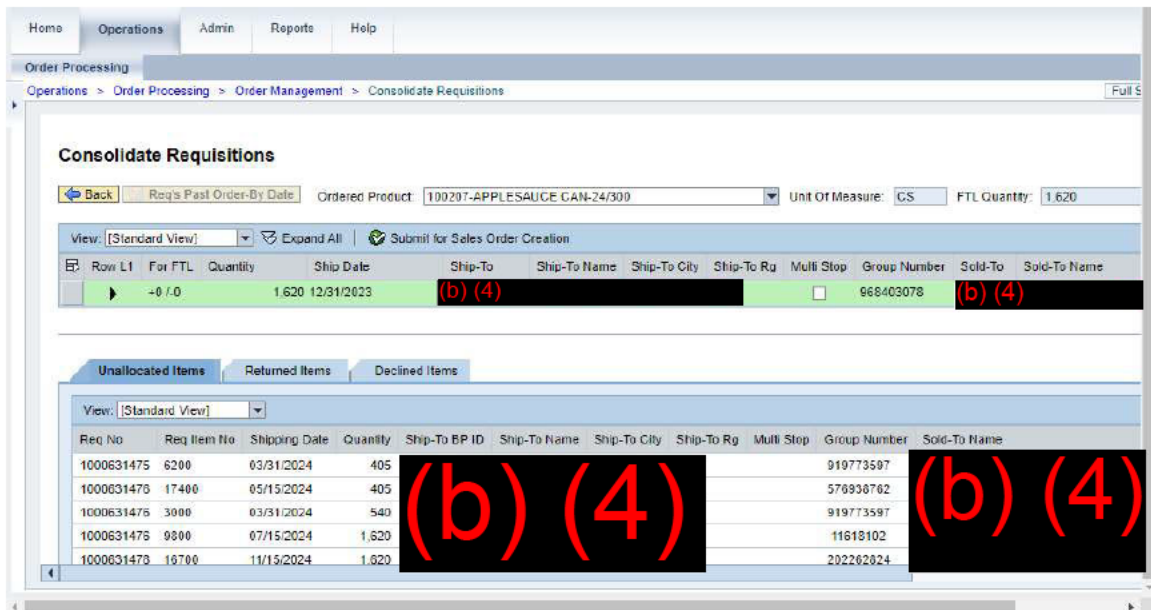 Home Operations Admin Reports Help
Order Processing
Operations > Order Processing > Order Management > Consolidate Requisitions Full S
Consolidate Requisitions
Back Req's Past Order-By Date Ordered Product: 100207-APPLESAUCE CAN-24/300 Unit Of Measure: CS FTL Quantity: 1,620
View: [Standard View] Expand All Submit for Sales Order Creation
Row L1 For FTL Quantity Ship Date Ship-To Ship-To Name Ship-To City Ship-To Rg Multi Stop Group Number Sold-To Sold-To Name
+0 /-0 1,620 12/31/2023 (b) (4) 968403078 (b) (4)
Unallocated Items Returned Items Declined Items
View: [Standard View]
Req No Req Item No Shipping Date Quantity Ship-To BP ID Ship-To Name Ship-To City Ship-To Rg Multi Stop Group Number Sold-To Name
1000631476 6200 03/31/2024 405 919773597
1000631476 17400 05/15/2024 405 576938762
1000631476 3000 03/31/2024 540 (b) (4) 919773597 (b) (4)
1000631476 9800 07/15/2024 1,620 11618102
1000631476 16700 11/15/2024 1,620 202262824